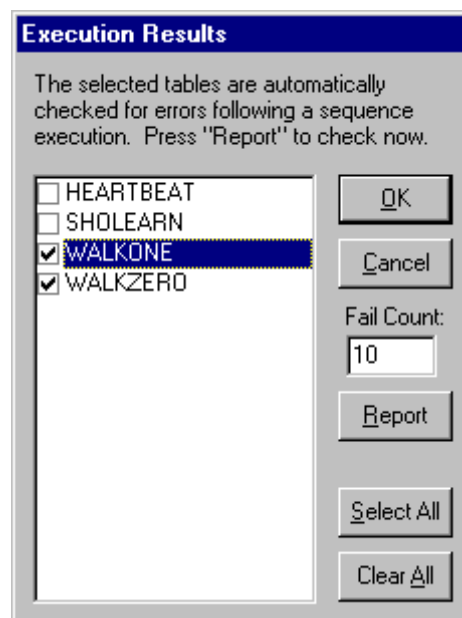 Execution Results
The selected tables are automatically
checked for errors following a sequence
execution. Press "Report" to check now.
HEARTBEAT
SHOLEARN
WALKONE
WALKZERO
OK
Cancel
Fail Count:
10
Report
Select All
Clear All